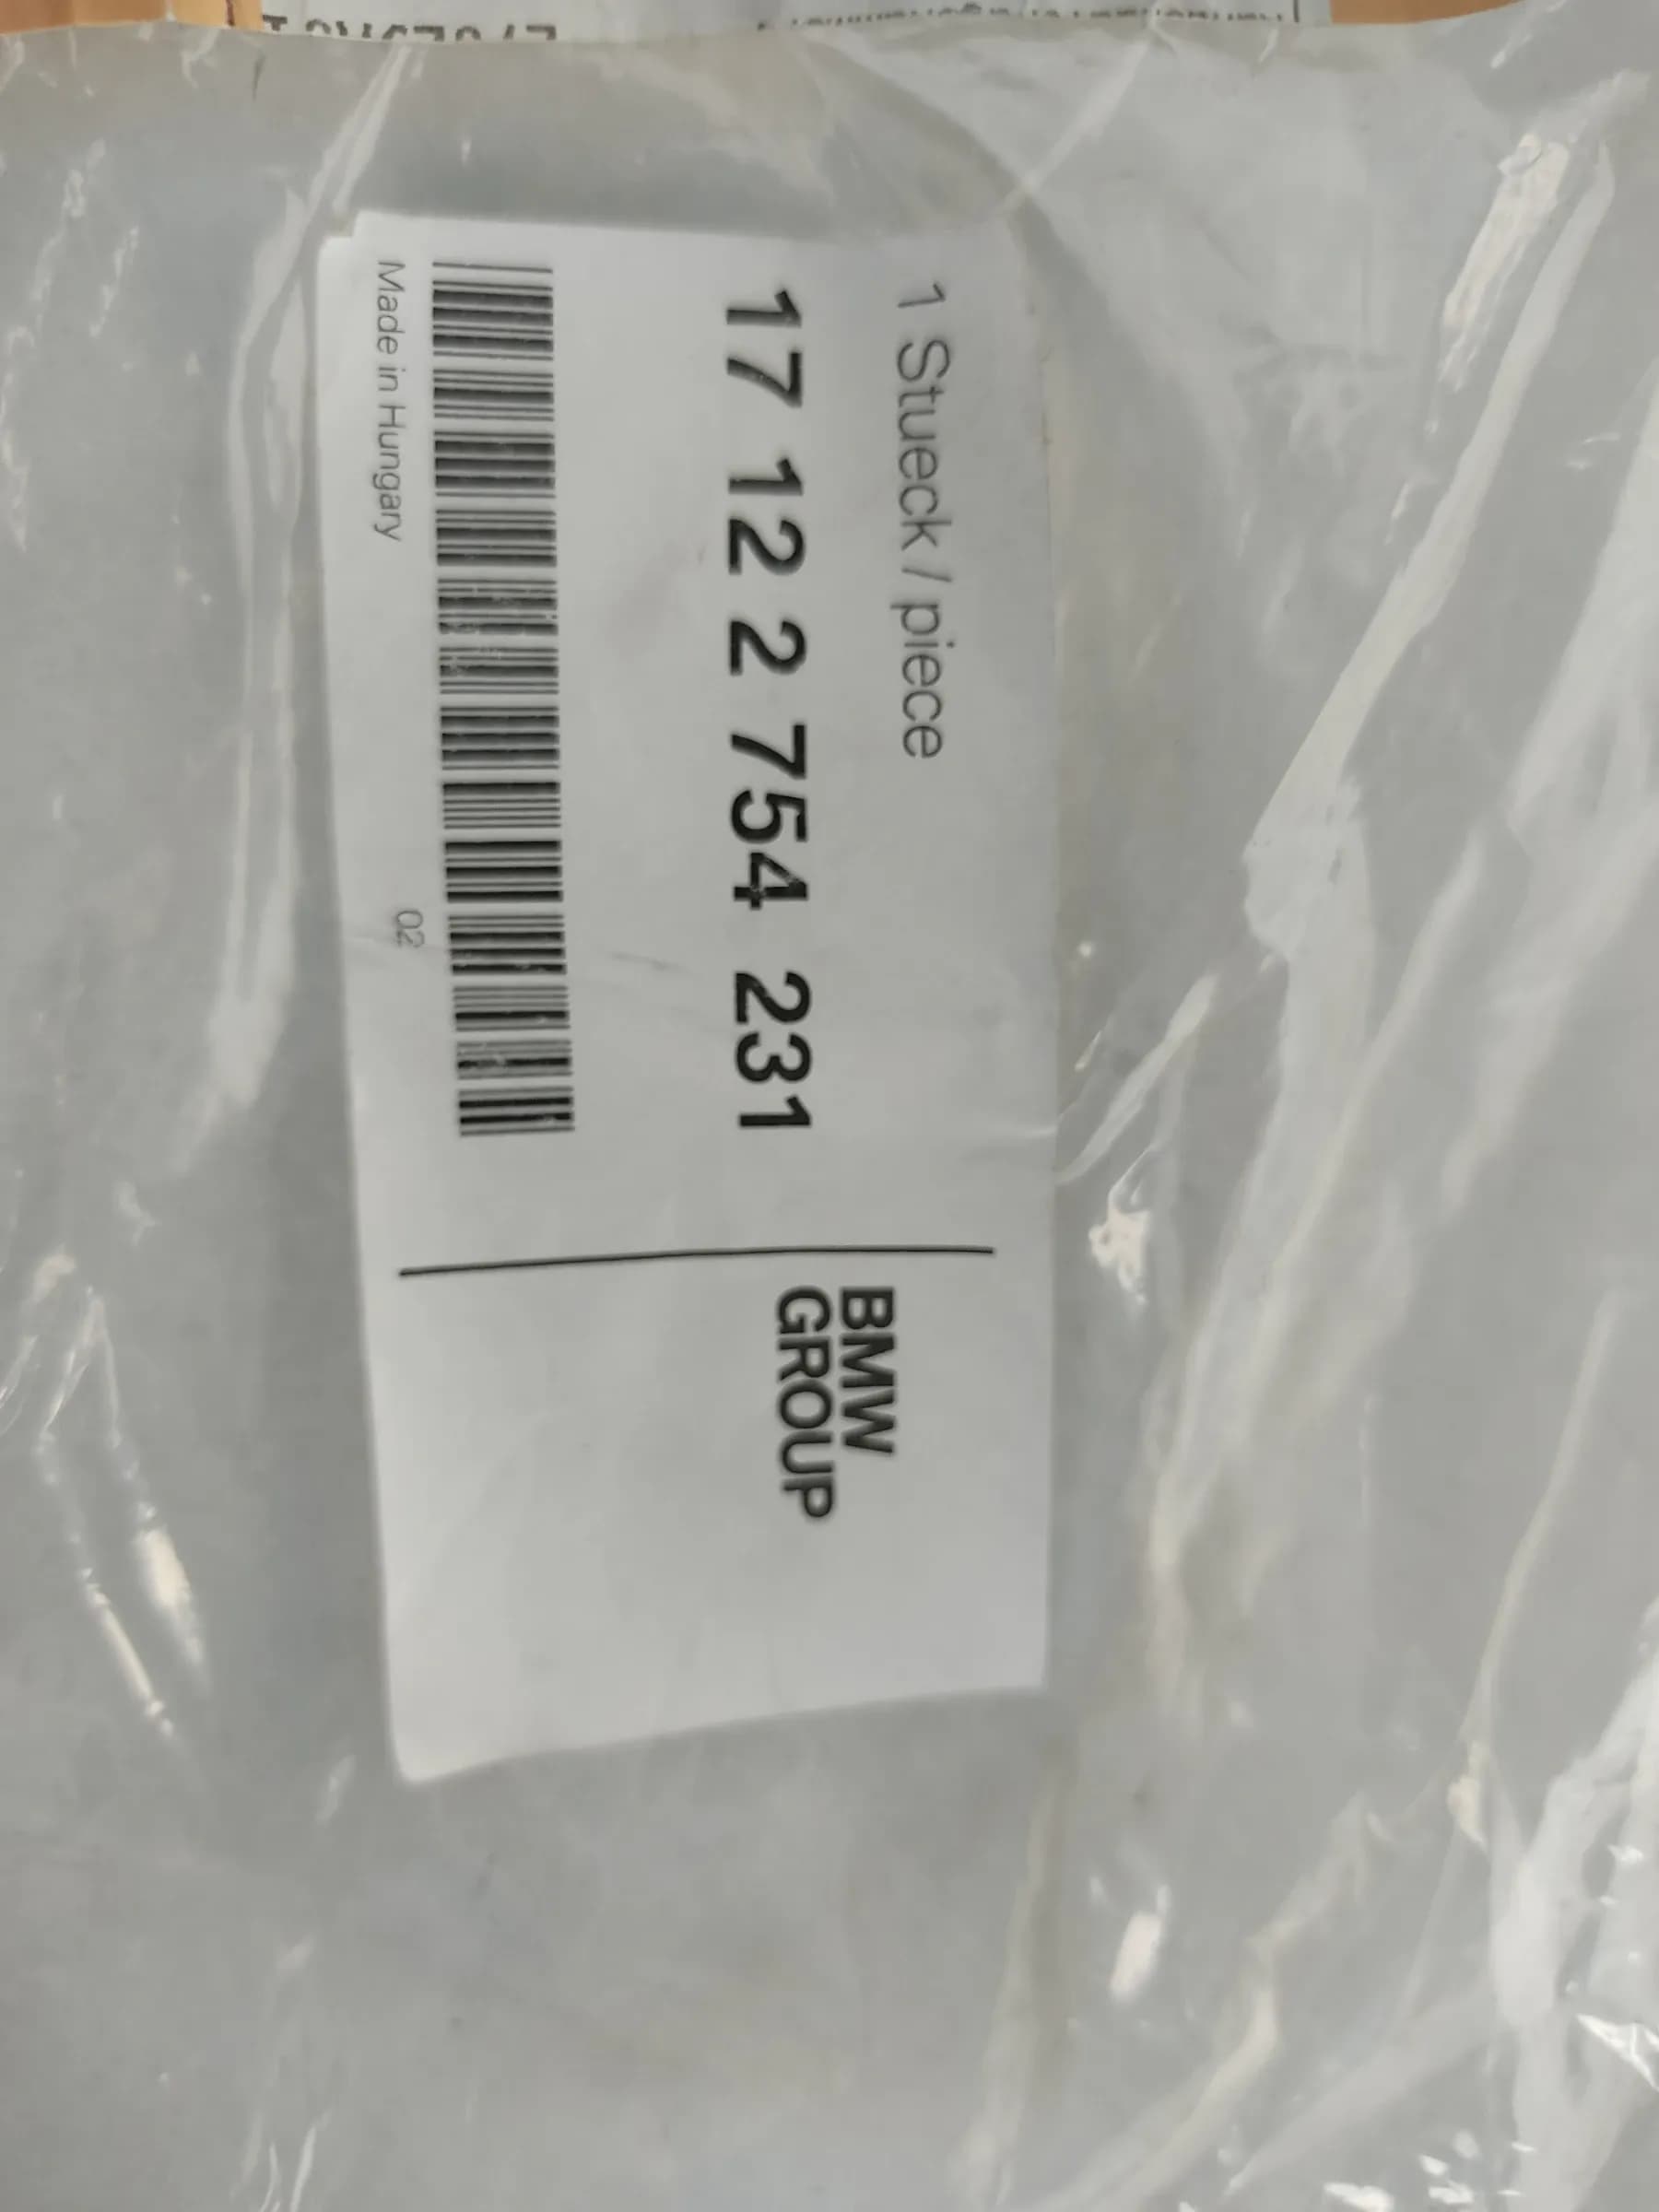 1 Stueck / piece
17 12 2 754 231
02
Made in Hungary
BMW
GROUP